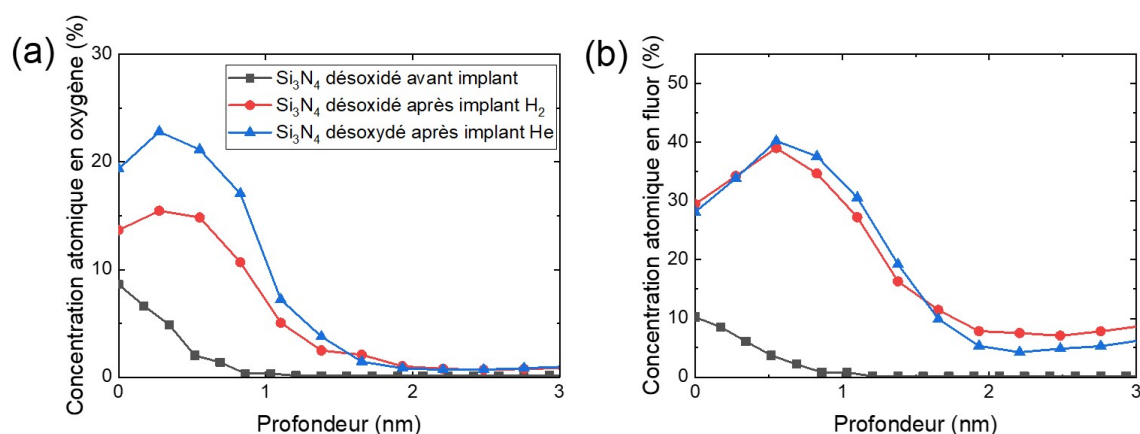 (a)
Concentration atomique en oxygène (%)
30
20
10
0
0
1
2
3
Profondeur (nm)
Si₃N₄ désoxidé avant implant
Si₃N₄ désoxidé après implant H₂
Si₃N₄ désoxydé après implant He
(b)
Concentration atomique en fluor (%)
50
40
30
20
10
0
0
1
2
3
Profondeur (nm)